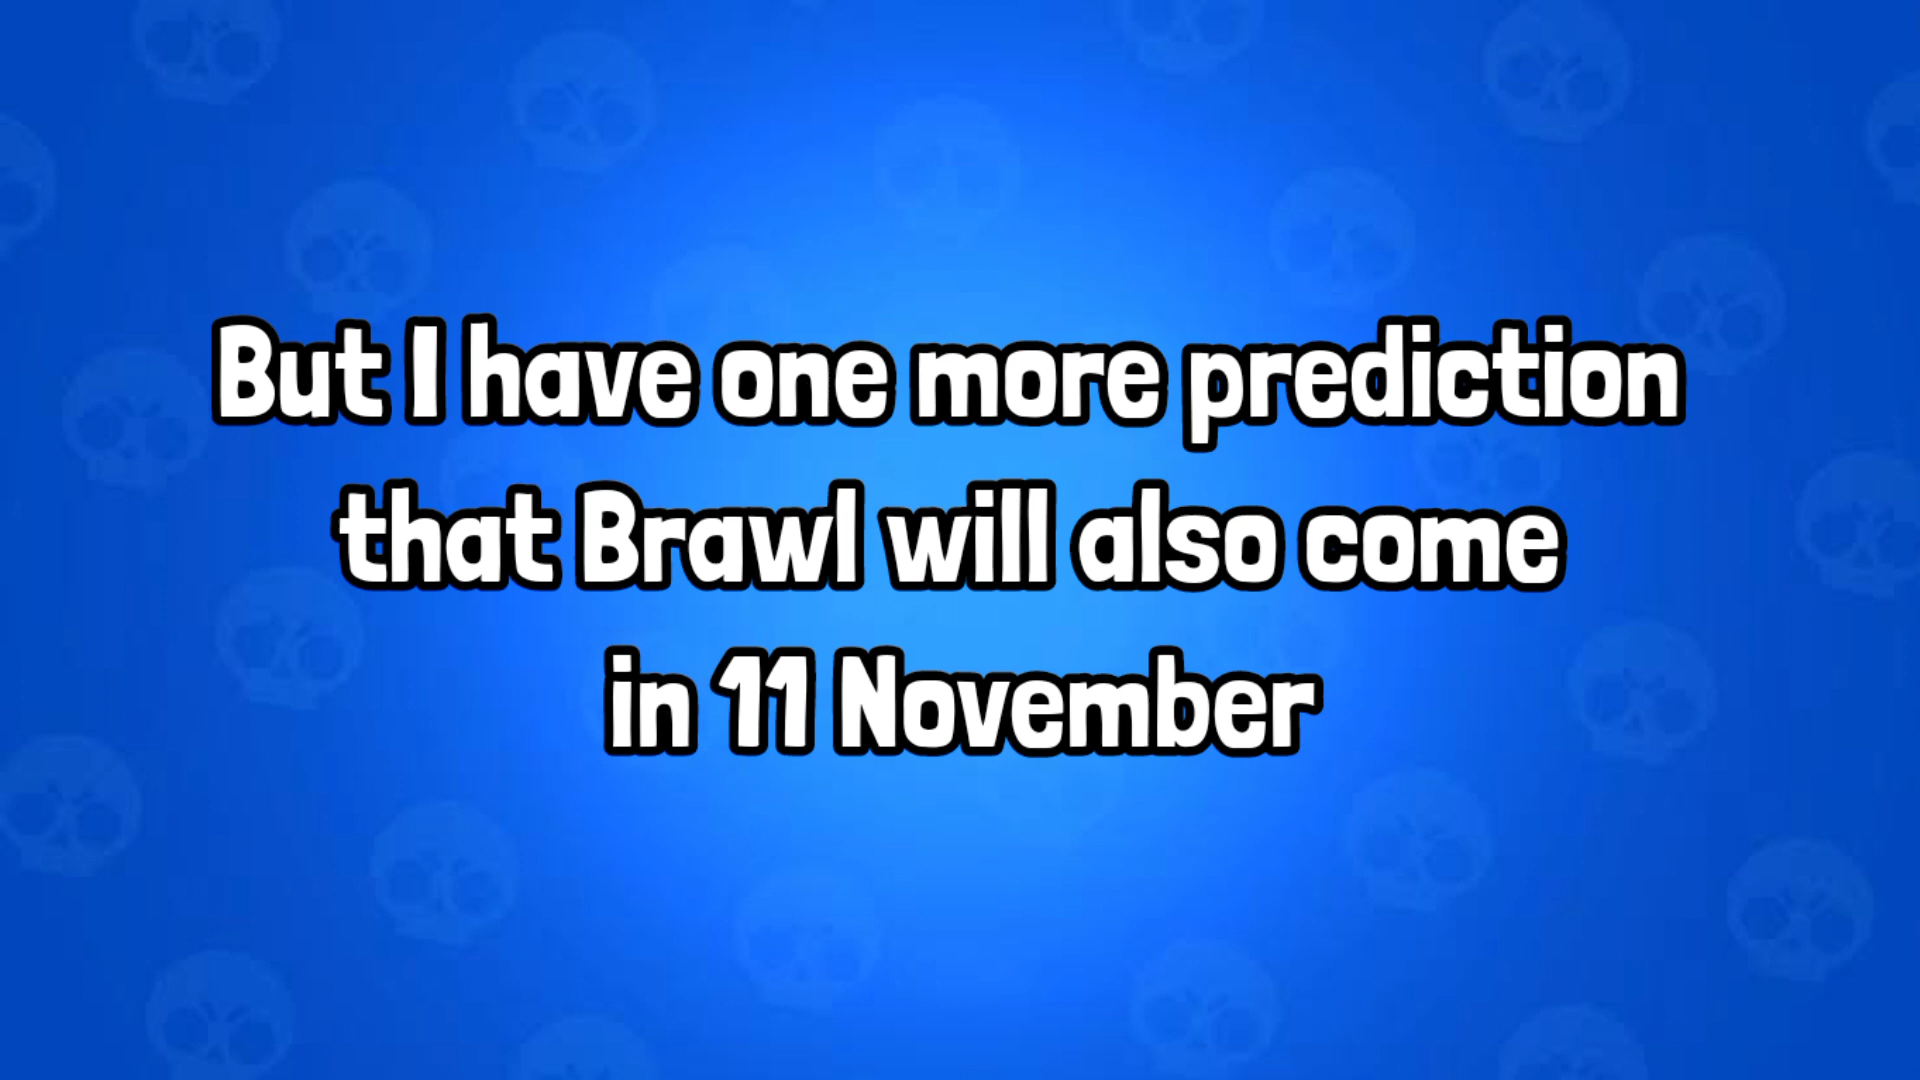 But I have one more prediction
that Brawl will also come
in 11 November